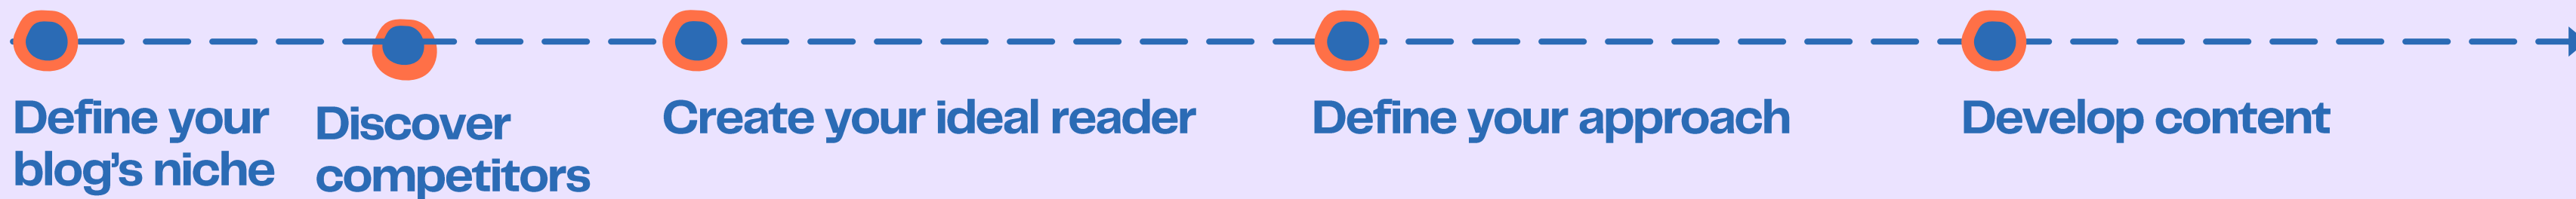 Define your
blog's niche
Discover
competitors
Create your ideal reader
Define your approach
Develop content